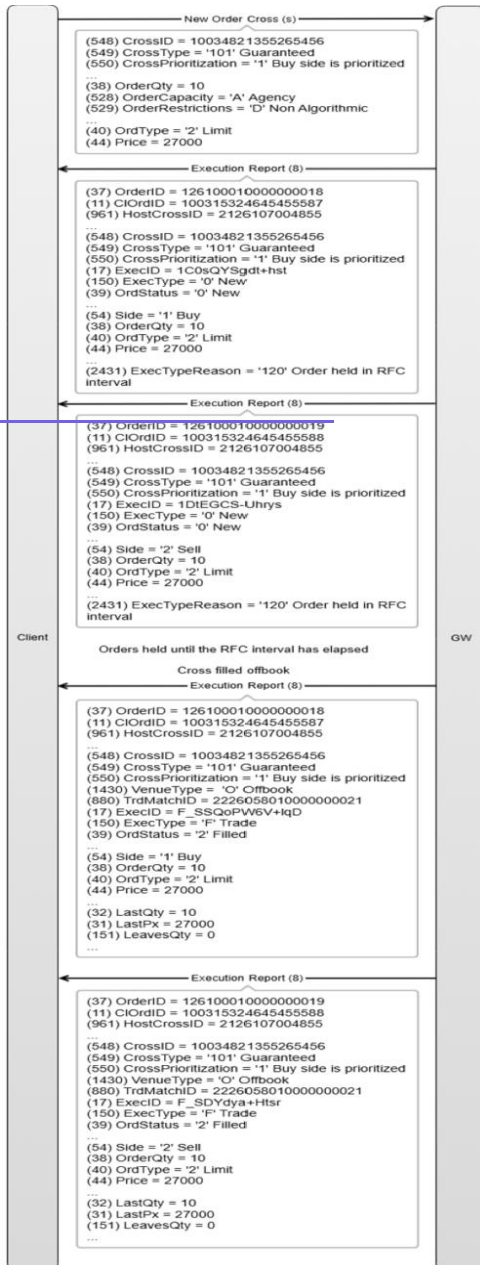 New Order Cross (s)
(548) CrossID = 10034821355265456
(549) CrossType = '101' Guaranteed
(550) CrossPrioritization = '1' Buy side is prioritized
...
(38) OrderQty = 10
(528) OrderCapacity = 'A' Agency
(529) OrderRestrictions = 'D' Non Algorithmic
...
(40) OrdType = '2' Limit
(44) Price = 27000
Execution Report (8)
(37) OrderID = 126100010000000018
(11) ClOrdID = 100315324645455587
(961) HostCrossID = 2126107004855
...
(548) CrossID = 10034821355265456
(549) CrossType = '101' Guaranteed
(550) CrossPrioritization = '1' Buy side is prioritized
(17) ExecID = 1C0sQYSgdt+hst
(150) ExecType = '0' New
(39) OrdStatus = '0' New
...
(54) Side = '1' Buy
(38) OrderQty = 10
(40) OrdType = '2' Limit
(44) Price = 27000
...
(2431) ExecTypeReason = '120' Order held in RFC
interval
Execution Report (8)
(37) OrderID = 126100010000000019
(11) ClOrdID = 100315324645455588
(961) HostCrossID = 2126107004855
...
(548) CrossID = 10034821355265456
(549) CrossType = '101' Guaranteed
(550) CrossPrioritization = '1' Buy side is prioritized
(17) ExecID = 1DtEGCS-Uhrys
(150) ExecType = '0' New
(39) OrdStatus = '0' New
...
(54) Side = '2' Sell
(38) OrderQty = 10
(40) OrdType = '2' Limit
(44) Price = 27000
...
(2431) ExecTypeReason = '120' Order held in RFC
interval
Client
GW
Orders held until the RFC interval has elapsed
Cross filled offbook
Execution Report (8)
(37) OrderID = 126100010000000018
(11) ClOrdID = 100315324645455587
(961) HostCrossID = 2126107004855
...
(548) CrossID = 10034821355265456
(549) CrossType = '101' Guaranteed
(550) CrossPrioritization = '1' Buy side is prioritized
(1430) VenueType = 'O' Offbook
(880) TrdMatchID = 2226058010000000021
(17) ExecID = F_SSQoPW6V+IqD
(150) ExecType = 'F' Trade
(39) OrdStatus = '2' Filled
...
(54) Side = '1' Buy
(38) OrderQty = 10
(40) OrdType = '2' Limit
(44) Price = 27000
...
(32) LastQty = 10
(31) LastPx = 27000
(151) LeavesQty = 0
...
Execution Report (8)
(37) OrderID = 126100010000000019
(11) ClOrdID = 100315324645455588
(961) HostCrossID = 2126107004855
...
(548) CrossID = 10034821355265456
(549) CrossType = '101' Guaranteed
(550) CrossPrioritization = '1' Buy side is prioritized
(1430) VenueType = 'O' Offbook
(880) TrdMatchID = 2226058010000000021
(17) ExecID = F_SDYdya+Htsr
(150) ExecType = 'F' Trade
(39) OrdStatus = '2' Filled
...
(54) Side = '2' Sell
(38) OrderQty = 10
(40) OrdType = '2' Limit
(44) Price = 27000
...
(32) LastQty = 10
(31) LastPx = 27000
(151) LeavesQty = 0
...